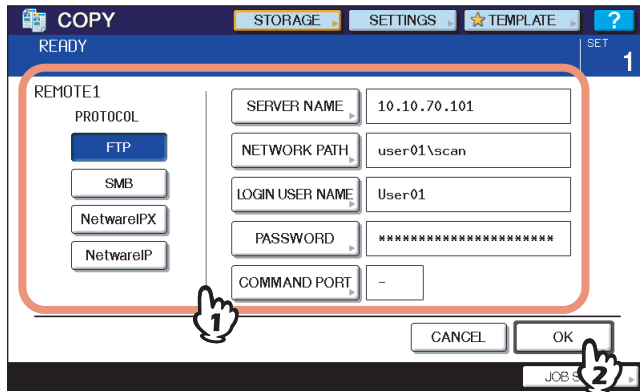 COPY STORAGE SETTINGS TEMPLATE ?
READY SET
1
REMOTE1
PROTOCOL
FTP
SMB
NetwareIPX
NetwareIP
SERVER NAME 10.10.70.101
NETWORK PATH user01\scan
LOGIN USER NAME User01
PASSWORD **********************
COMMAND PORT -
1
CANCEL OK
JOB S
2